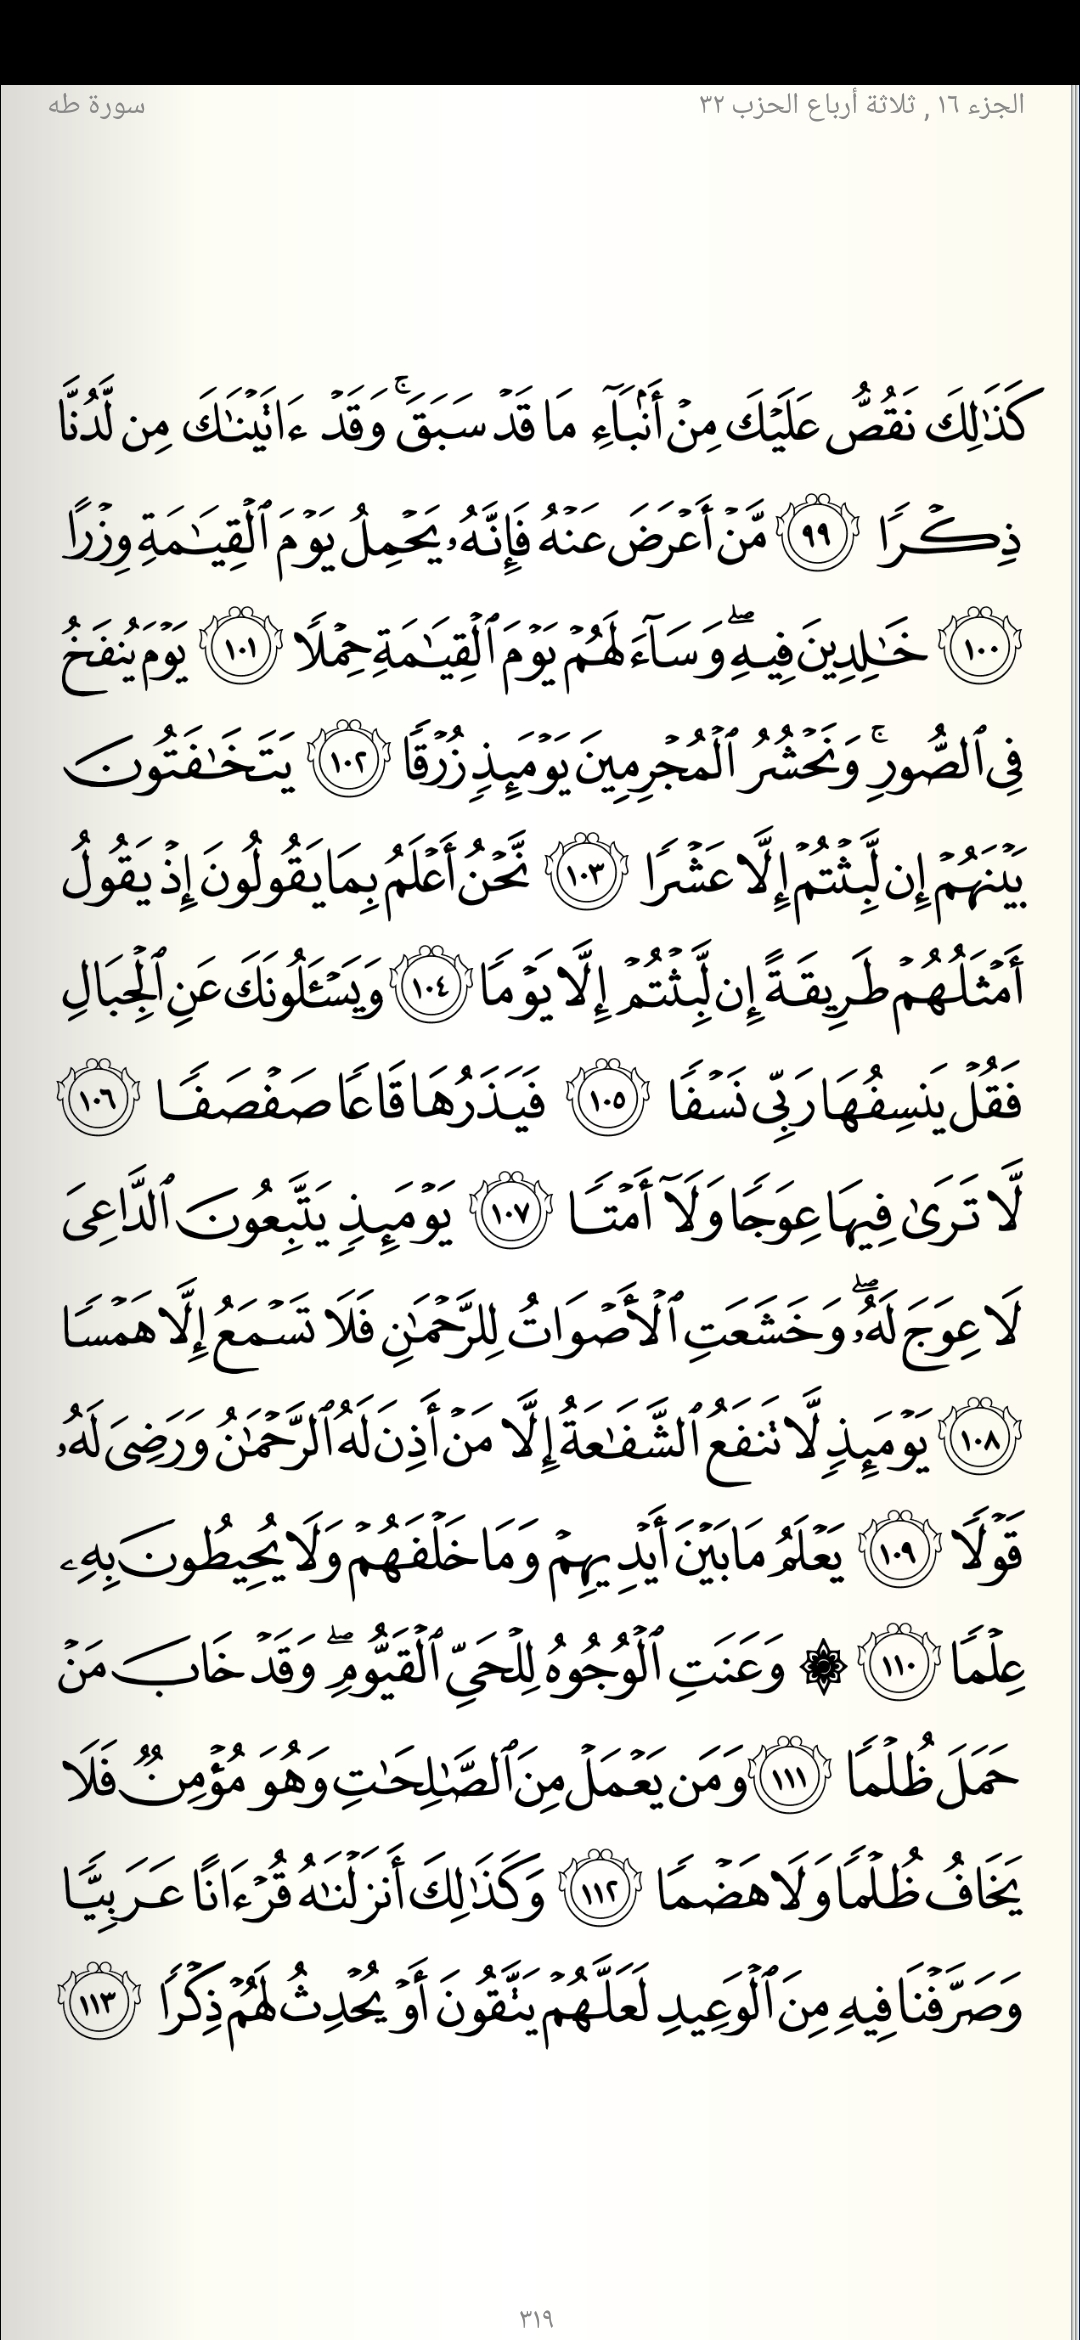 الجزء ١٦ , ثلاثة أرباع الحزب ٣٢
سورة طه
كَذَٰلِكَ نَقُصُّ عَلَيۡكَ مِنۡ أَنۢبَآءِ مَا قَدۡ سَبَقَۚ وَقَدۡ ءَاتَيۡنَٰكَ مِن لَّدُنَّا
ذِكۡرٗا ٩٩ مَّنۡ أَعۡرَضَ عَنۡهُ فَإِنَّهُۥ يَحۡمِلُ يَوۡمَ ٱلۡقِيَٰمَةِ وِزۡرًا
١٠٠ خَٰلِدِينَ فِيهِۖ وَسَآءَ لَهُمۡ يَوۡمَ ٱلۡقِيَٰمَةِ حِمۡلٗا ١٠١ يَوۡمَ يُنفَخُ
فِي ٱلصُّورِۚ وَنَحۡشُرُ ٱلۡمُجۡرِمِينَ يَوۡمَئِذٖ زُرۡقٗا ١٠٢ يَتَخَٰفَتُونَ
بَيۡنَهُمۡ إِن لَّبِثۡتُمۡ إِلَّا عَشۡرٗا ١٠٣ نَّحۡنُ أَعۡلَمُ بِمَا يَقُولُونَ إِذۡ يَقُولُ
أَمۡثَلُهُمۡ طَرِيقَةً إِن لَّبِثۡتُمۡ إِلَّا يَوۡمٗا ١٠٤ وَيَسۡـَٔلُونَكَ عَنِ ٱلۡجِبَالِ
فَقُلۡ يَنسِفُهَا رَبِّي نَسۡفٗا ١٠٥ فَيَذَرُهَا قَاعٗا صَفۡصَفٗا ١٠٦
لَّا تَرَىٰ فِيهَا عِوَجٗا وَلَآ أَمۡتٗا ١٠٧ يَوۡمَئِذٖ يَتَّبِعُونَ ٱلدَّاعِيَ
لَا عِوَجَ لَهُۥۖ وَخَشَعَتِ ٱلۡأَصۡوَاتُ لِلرَّحۡمَٰنِ فَلَا تَسۡمَعُ إِلَّا هَمۡسٗا
١٠٨ يَوۡمَئِذٖ لَّا تَنفَعُ ٱلشَّفَٰعَةُ إِلَّا مَنۡ أَذِنَ لَهُ ٱلرَّحۡمَٰنُ وَرَضِيَ لَهُۥ
قَوۡلٗا ١٠٩ يَعۡلَمُ مَا بَيۡنَ أَيۡدِيهِمۡ وَمَا خَلۡفَهُمۡ وَلَا يُحِيطُونَ بِهِۦ
عِلۡمٗا ١١٠ ۞ وَعَنَتِ ٱلۡوُجُوهُ لِلۡحَيِّ ٱلۡقَيُّومِۖ وَقَدۡ خَابَ مَنۡ
حَمَلَ ظُلۡمٗا ١١١ وَمَن يَعۡمَلۡ مِنَ ٱلصَّٰلِحَٰتِ وَهُوَ مُؤۡمِنٞ فَلَا
يَخَافُ ظُلۡمٗا وَلَا هَضۡمٗا ١١٢ وَكَذَٰلِكَ أَنزَلۡنَٰهُ قُرۡءَانًا عَرَبِيّٗا
وَصَرَّفۡنَا فِيهِ مِنَ ٱلۡوَعِيدِ لَعَلَّهُمۡ يَتَّقُونَ أَوۡ يُحۡدِثُ لَهُمۡ ذِكۡرٗا ١١٣
٣١٩